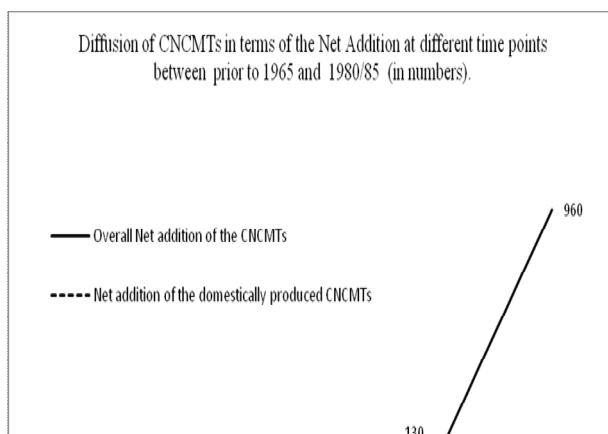 Diffusion of CNCMTs in terms of the Net Addition at different time points
between prior to 1965 and 1980/85 (in numbers).
960
Overall Net addition of the CNCMTs
Net addition of the domestically produced CNCMTs
130